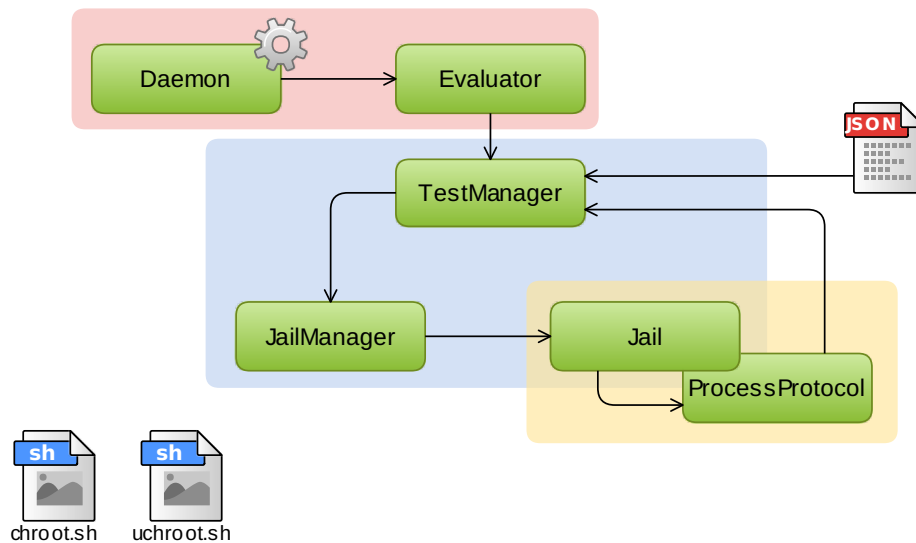 Daemon
Evaluator
JSON
TestManager
JailManager
Jail
ProcessProtocol
sh
sh
chroot.sh
uchroot.sh